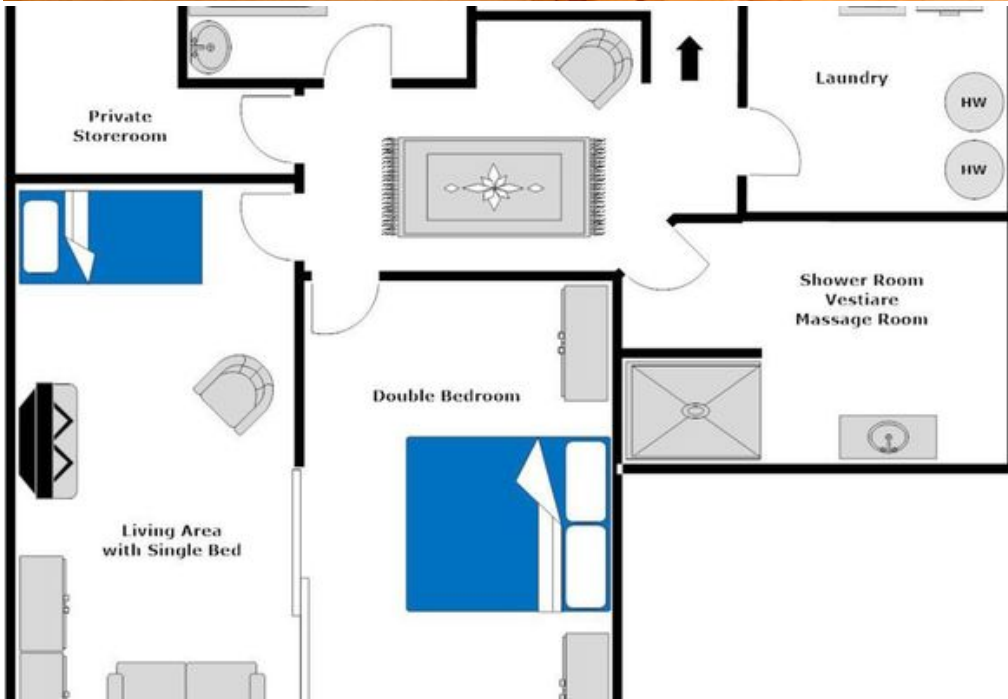 Laundry
HW
Private
Storeroom
HW
Shower Room
Vestiare
Massage Room
Double Bedroom
Living Area
with Single Bed